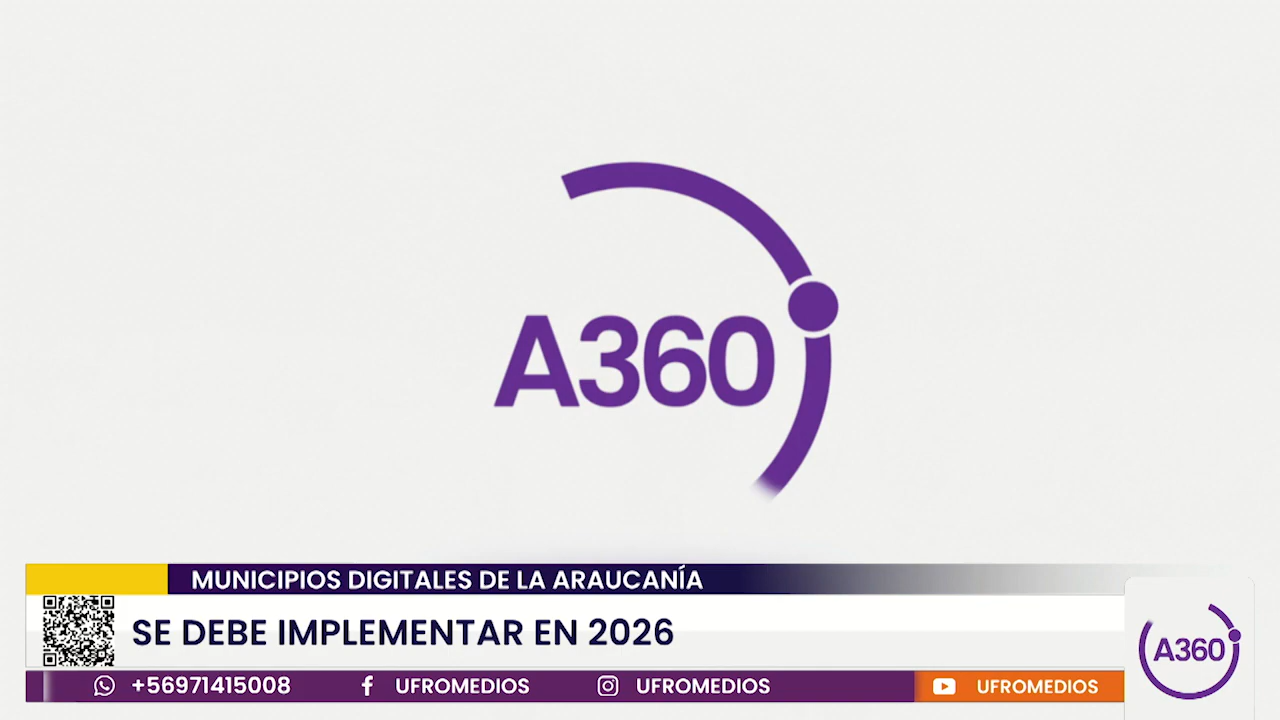 A360
MUNICIPIOS DIGITALES DE LA ARAUCANÍA
SE DEBE IMPLEMENTAR EN 2026
+56971415008
UFROMEDIOS
UFROMEDIOS
UFROMEDIOS
A360